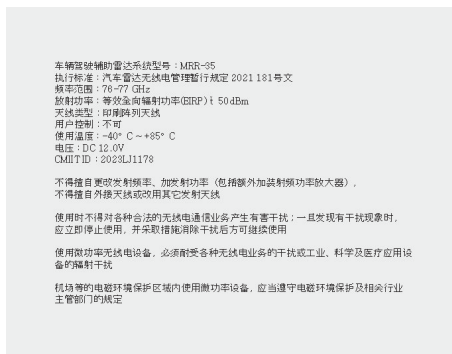 车辆驾驶辅助雷达系统型号：MRR-35
执行标准：汽车雷达无线电管理暂行规定 2021 181号文
频率范围：76-77 GHz
放射功率：等效全向辐射功率(EIRP) ł 50dBm
天线类型：印刷阵列天线
用户控制：不可
使用温度：-40° C ~+85° C
电压：DC 12.0V
CMIIT ID：2023LJ1178
不得擅自更改发射频率、加发射功率（包括额外加装射频功率放大器），
不得擅自外接天线或改用其它发射天线
使用时不得对各种合法的无线电通信业务产生有害干扰；一旦发现有干扰现象时，
应立即停止使用，并采取措施消除干扰后方可继续使用
使用微功率无线电设备，必须耐受各种无线电业务的干扰或工业、科学及医疗应用设
备的辐射干扰
机场等的电磁环境保护区域内使用微功率设备，应当遵守电磁环境保护及相关行业
主管部门的规定